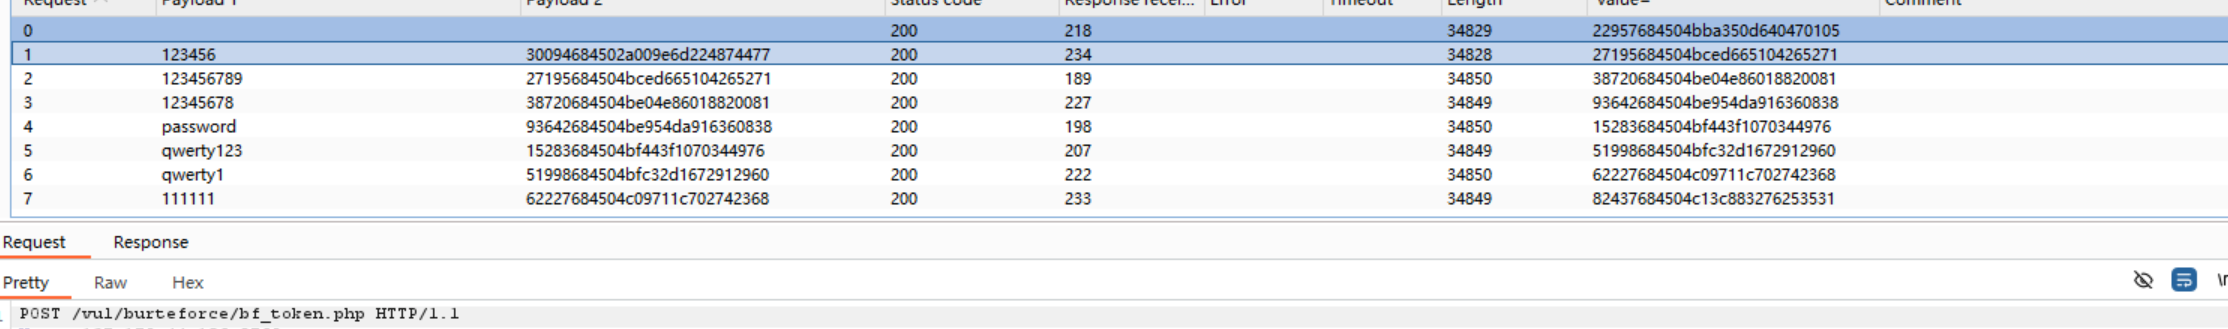 Request Payload 1 Payload 2 Status code Response recei... Error Timeout Length value= Comment
0 200 218 34829 22957684504bba350d640470105
1 123456 30094684502a009e6d224874477 200 234 34828 27195684504bced665104265271
2 123456789 27195684504bced665104265271 200 189 34850 38720684504be04e86018820081
3 12345678 38720684504be04e86018820081 200 227 34849 93642684504be954da916360838
4 password 93642684504be954da916360838 200 198 34850 15283684504bf443f1070344976
5 qwerty123 15283684504bf443f1070344976 200 207 34849 51998684504bfc32d1672912960
6 qwerty1 51998684504bfc32d1672912960 200 222 34850 62227684504c09711c702742368
7 111111 62227684504c09711c702742368 200 233 34849 82437684504c13c883276253531
Request Response
Pretty Raw Hex
POST /vul/burteforce/bf_token.php HTTP/1.1